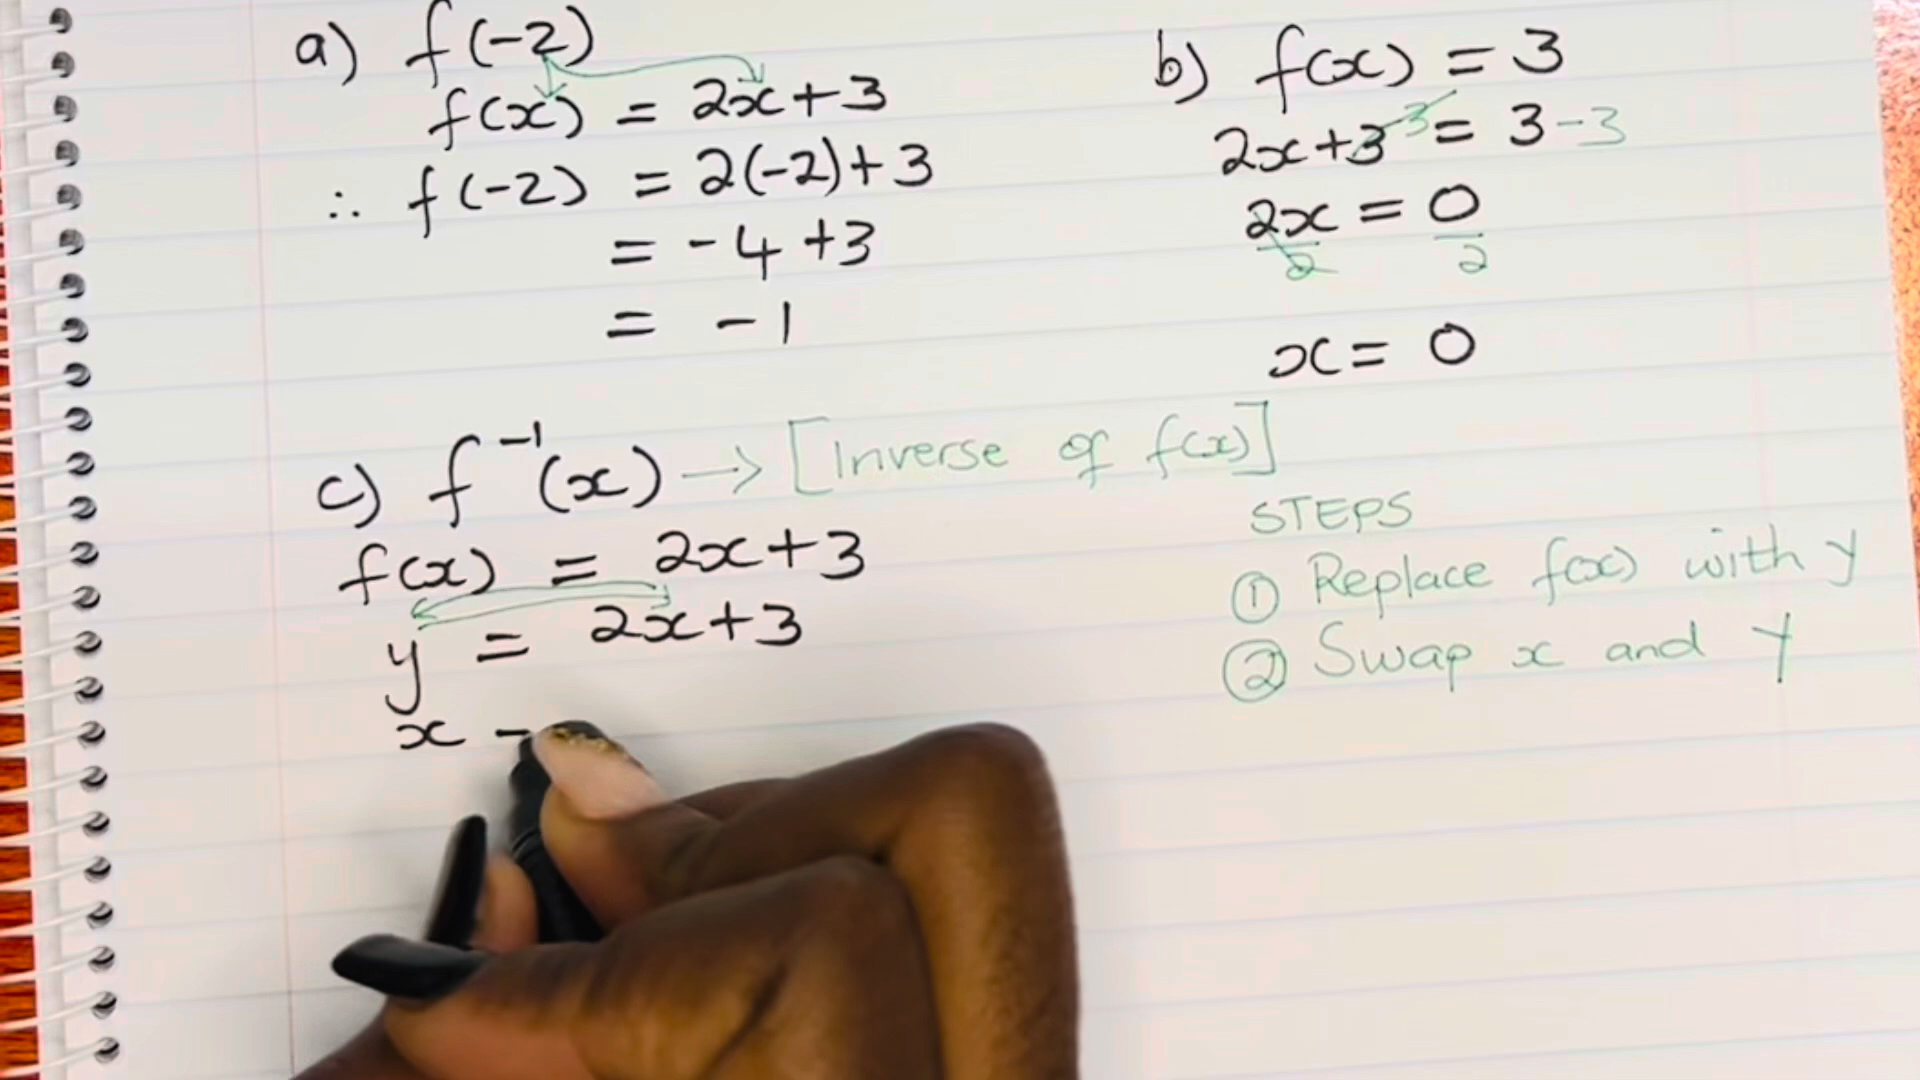 a) f(-2)
f(x) = 2x+3
∴ f(-2) = 2(-2)+3
= -4+3
= -1
b) f(x) = 3
2x+3 -3 = 3-3
2x/2 = 0/2
x = 0
c) f⁻¹(x) → [Inverse of f(x)]
f(x) = 2x+3
y = 2x+3
x -
STEPS
① Replace f(x) with y
② Swap x and y